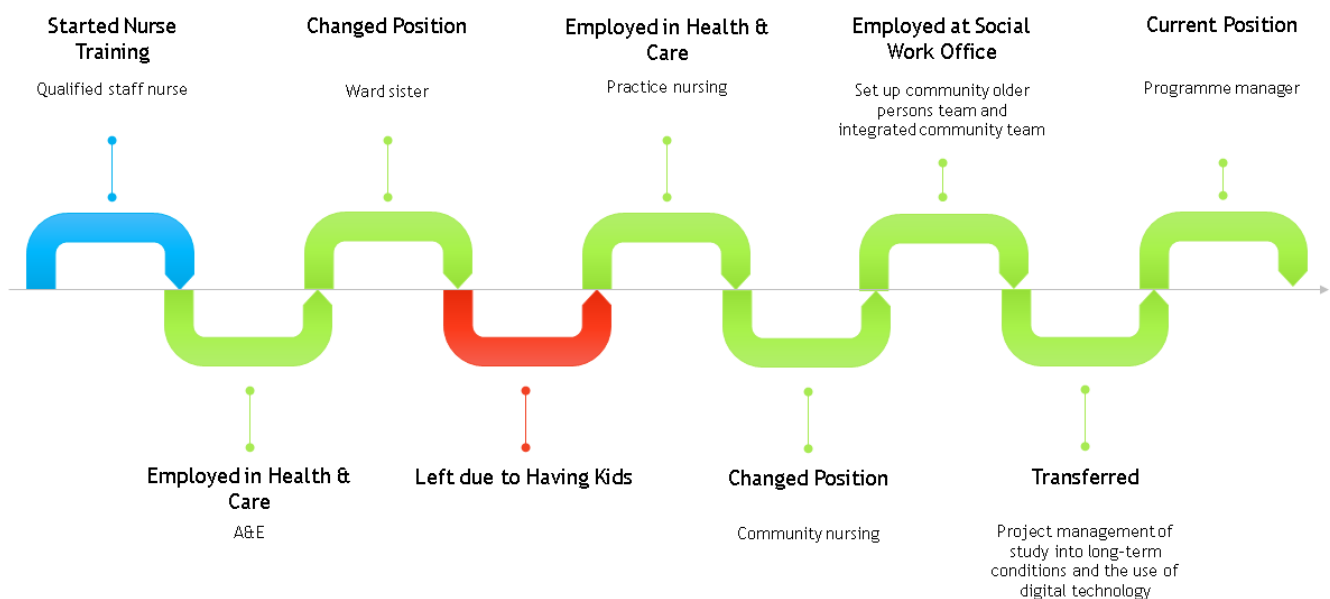 Started Nurse
Training
Qualified staff nurse
Changed Position
Ward sister
Employed in Health &
Care
Practice nursing
Employed at Social
Work Office
Set up community older
persons team and
integrated community team
Current Position
Programme manager
Employed in Health &
Care
A&E
Left due to Having Kids
Changed Position
Community nursing
Transferred
Project management of
study into long-term
conditions and the use of
digital technology